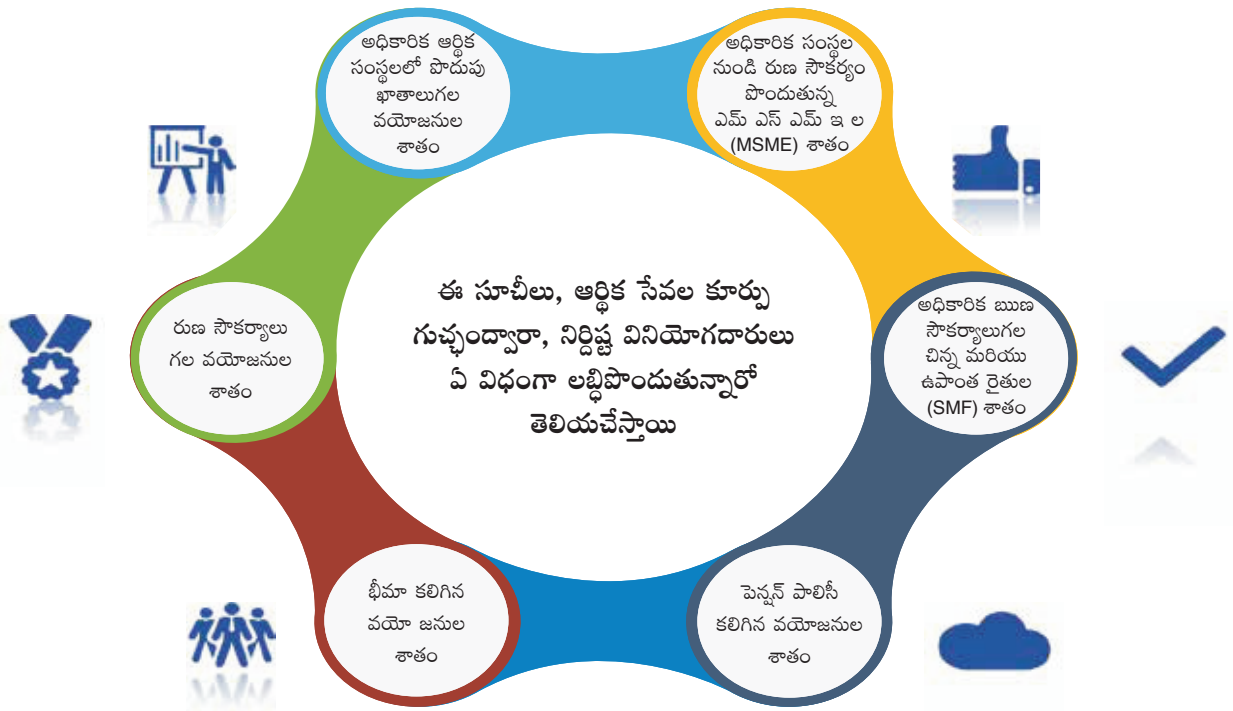 అధికారిక ఆర్థిక
సంస్థలలో పొదుపు
ఖాతాలుగల
వయోజనుల
శాతం
అధికారిక సంస్థల
నుండి రుణ సౌకర్యం
పొందుతున్న
ఎమ్ ఎస్ ఎమ్ ఇ ల
(MSME) శాతం
రుణ సౌకర్యాలు
గల వయోజనుల
శాతం
ఈ సూచీలు, ఆర్థిక సేవల కూర్పు
గుచ్ఛంద్వారా, నిర్దిష్ట వినియోగదారులు
ఏ విధంగా లబ్ధిపొందుతున్నారో
తెలియచేస్తాయి
అధికారిక ఋణ
సౌకర్యాలుగల
చిన్న మరియు
ఉపాంత రైతుల
(SMF) శాతం
భీమా కలిగిన
వయో జనుల
శాతం
పెన్షన్ పాలిసీ
కలిగిన వయోజనుల
శాతం